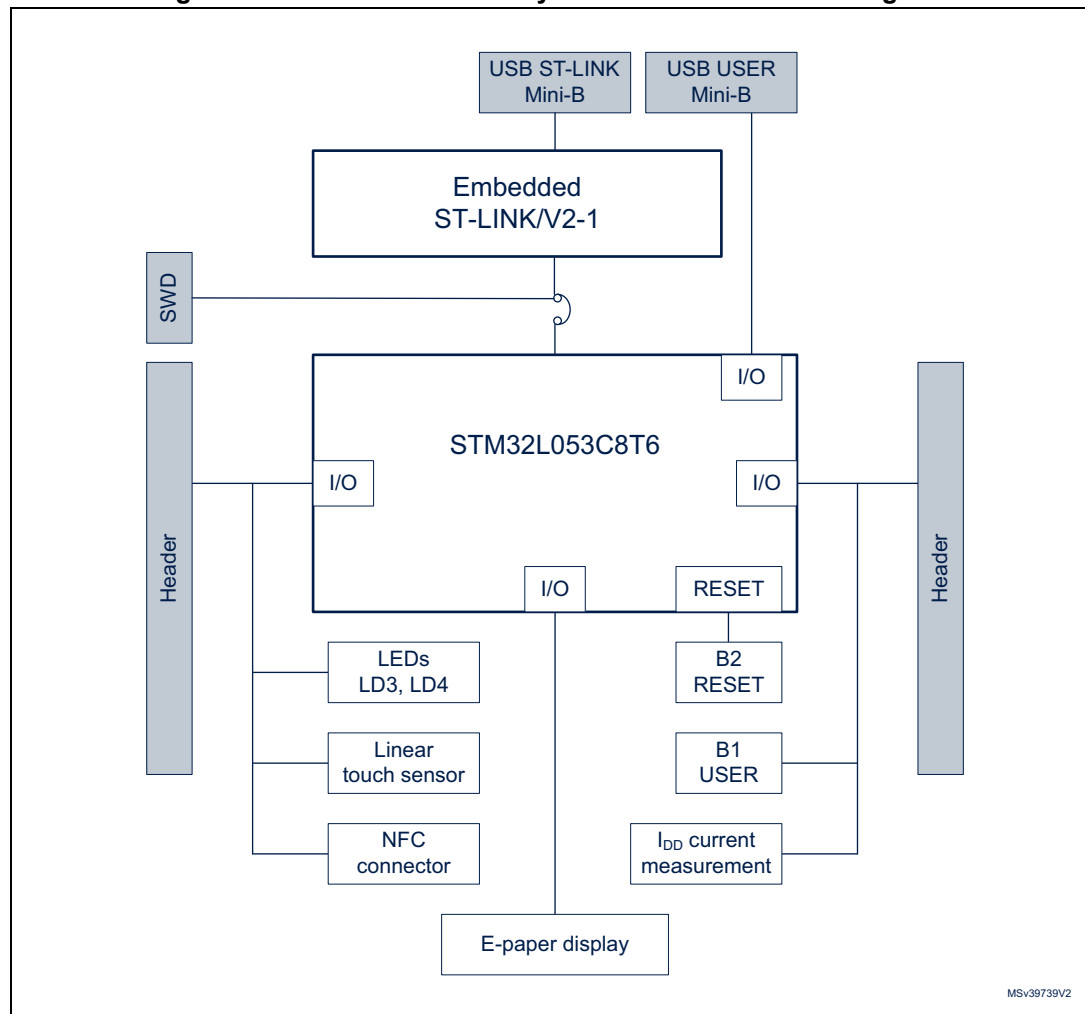 USB ST-LINK
Mini-B
USB USER
Mini-B
Embedded
ST-LINK/V2-1
SWD
I/O
STM32L053C8T6
I/O
I/O
Header
Header
I/O
RESET
LEDs
LD3, LD4
B2
RESET
Linear
touch sensor
B1
USER
NFC
connector
IDD current
measurement
E-paper display
MSv39739V2